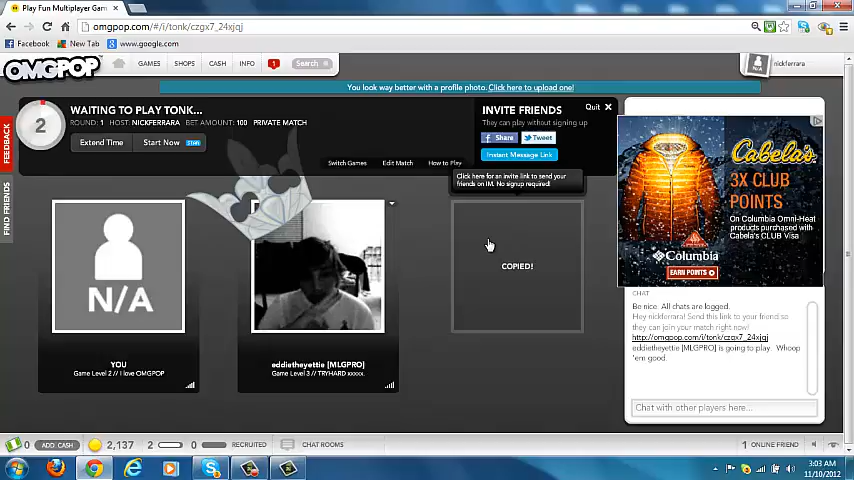 Play Fun Multiplayer Gam
omgpop.com/#/i/tonk/czgx7_24xjqj
Facebook
New Tab
www.google.com
OMGPOP
GAMES
SHOPS
CASH
INFO
1
Search
N/A
nickferrara
You look way better with a profile photo. Click here to upload one!
FEEDBACK
FIND FRIENDS
2
WAITING TO PLAY TONK...
ROUND: 1 HOST: NICKFERRARA BET AMOUNT: 100 PRIVATE MATCH
Extend Time
Start Now
Switch Games
Edit Match
How to Play
INVITE FRIENDS
Quit
They can play without signing up
Share
Tweet
Instant Message Link
Click here for an invite link to send your
friends on IM. No signup required!
N/A
YOU
Game Level 2 // I love OMGPOP
eddietheyettie [MLGPRO]
Game Level 3 // TRYHARD xxxxx
COPIED!
Cabela's
3X CLUB
POINTS
On Columbia Omni-Heat
products purchased with
Cabela's CLUB Visa
Columbia
EARN POINTS
CHAT
Be nice. All chats are logged.
Hey nickferrara! Send this link to your friend so
they can join your match right now!
http://omgpop.com/i/tonk/czgx7_24xjqj
eddietheyettie [MLGPRO] is going to play. Whoop
'em good.
Chat with other players here...
0
ADD CASH
2,137
2
0
RECRUITED
CHAT ROOMS
1 ONLINE FRIEND
3:03 AM
11/10/2012